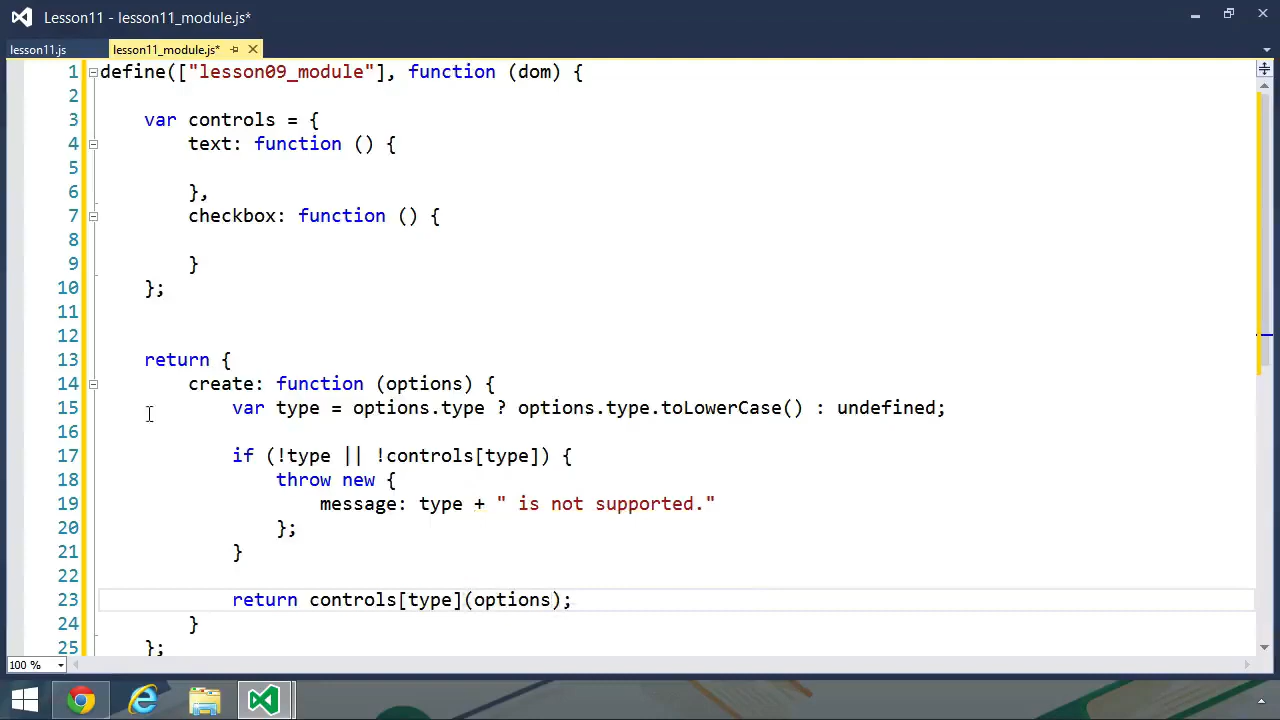 Lesson11 - lesson11_module.js*
lesson11.js
lesson11_module.js*
1 define(["lesson09_module"], function (dom) {
2
3 var controls = {
4 text: function () {
5
6 },
7 checkbox: function () {
8
9 }
10 };
11
12
13 return {
14 create: function (options) {
15 var type = options.type ? options.type.toLowerCase() : undefined;
16
17 if (!type || !controls[type]) {
18 throw new {
19 message: type + " is not supported."
20 };
21 }
22
23 return controls[type](options);
24 }
25 };
100 %